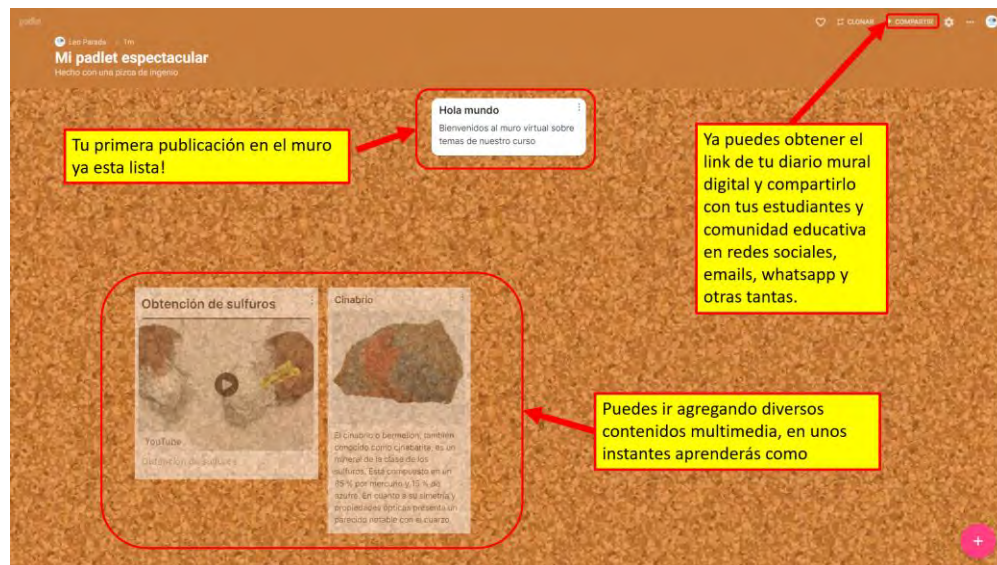 padlet
CLONAR
COMPARTIR
Leo Parada 1m
Mi padlet espectacular
Hecho con una pizca de ingenio
Hola mundo
Bienvenidos al muro virtual sobre
temas de nuestro curso
Tu primera publicación en el muro
ya esta lista!
Ya puedes obtener el
link de tu diario mural
digital y compartirlo
con tus estudiantes y
comunidad educativa
en redes sociales,
emails, whatsapp y
otras tantas.
Obtención de sulfuros
YouTube
Obtención de sulfuros
Cinabrio
El cinabrio o bermellón, también
conocido como cinabarita, es un
mineral de la clase de los
sulfuros. Está compuesto en un
85 % por mercurio y 15 % de
azufre. En cuanto a su simetría y
propiedades ópticas presenta un
parecido notable con el cuarzo.
Puedes ir agregando diversos
contenidos multimedia, en unos
instantes aprenderás como